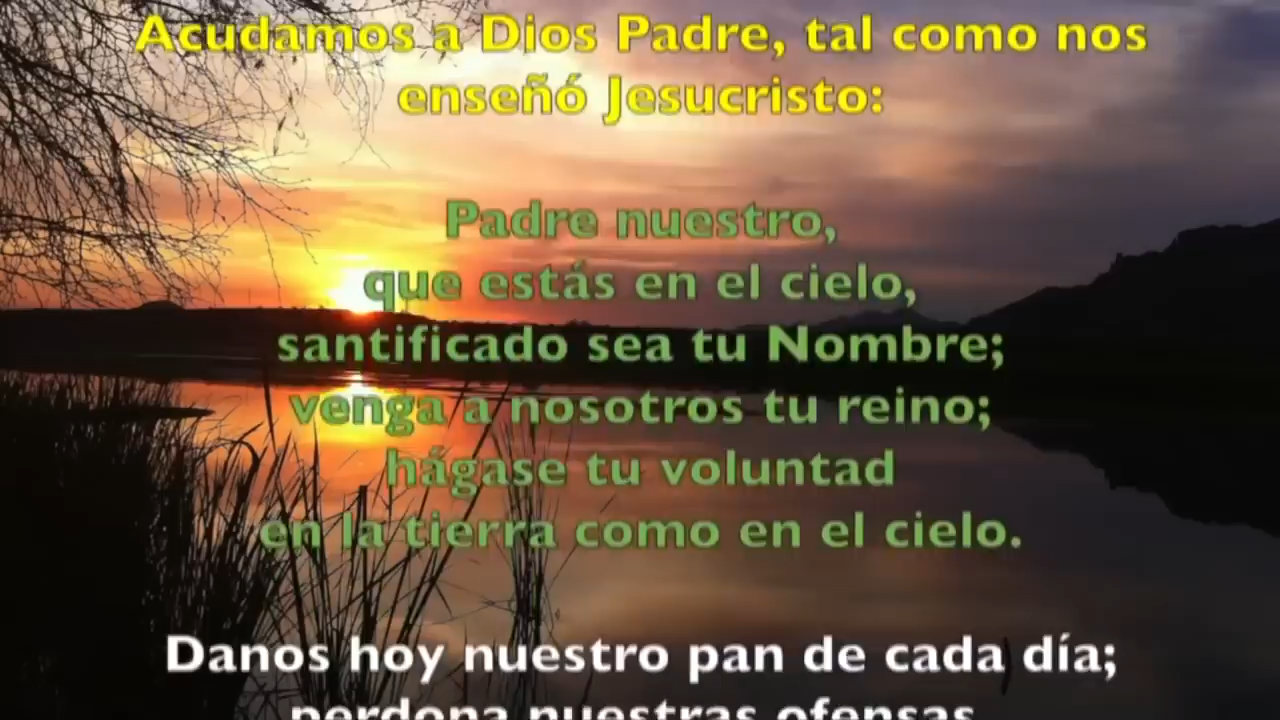 Acudamos a Dios Padre, tal como nos
enseñó Jesucristo:
Padre nuestro,
que estás en el cielo,
santificado sea tu Nombre;
venga a nosotros tu reino;
hágase tu voluntad
en la tierra como en el cielo.
Danos hoy nuestro pan de cada día;
perdona nuestras ofensas